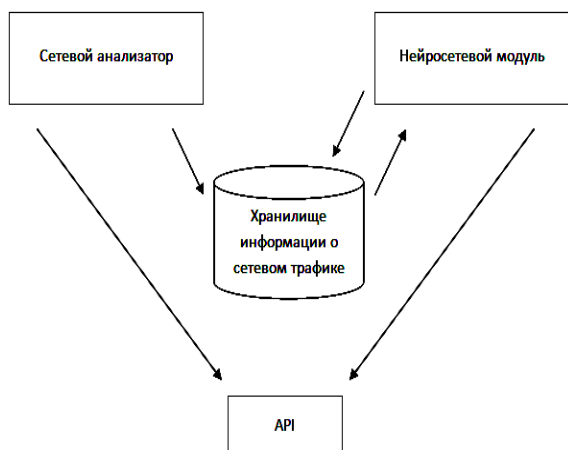 Сетевой анализатор
Нейросетевой модуль
Хранилище
информации о
сетевом трафике
API